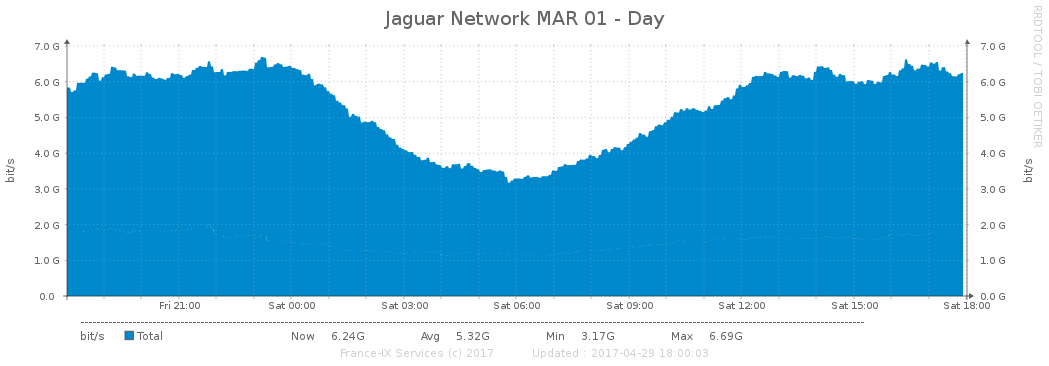 Jaguar Network MAR 01 - Day
RRDTOOL / TOBI OETIKER
7.0 G 7.0 G
6.0 G 6.0 G
5.0 G 5.0 G
4.0 G 4.0 G
bit/s bit/s
3.0 G 3.0 G
2.0 G 2.0 G
1.0 G 1.0 G
0.0 0.0 G
Fri 21:00 Sat 00:00 Sat 03:00 Sat 06:00 Sat 09:00 Sat 12:00 Sat 15:00 Sat 18:00
bit/s Total Now 6.24G Avg 5.32G Min 3.17G Max 6.69G
France-IX Services (c) 2017 Updated : 2017-04-29 18:00:03